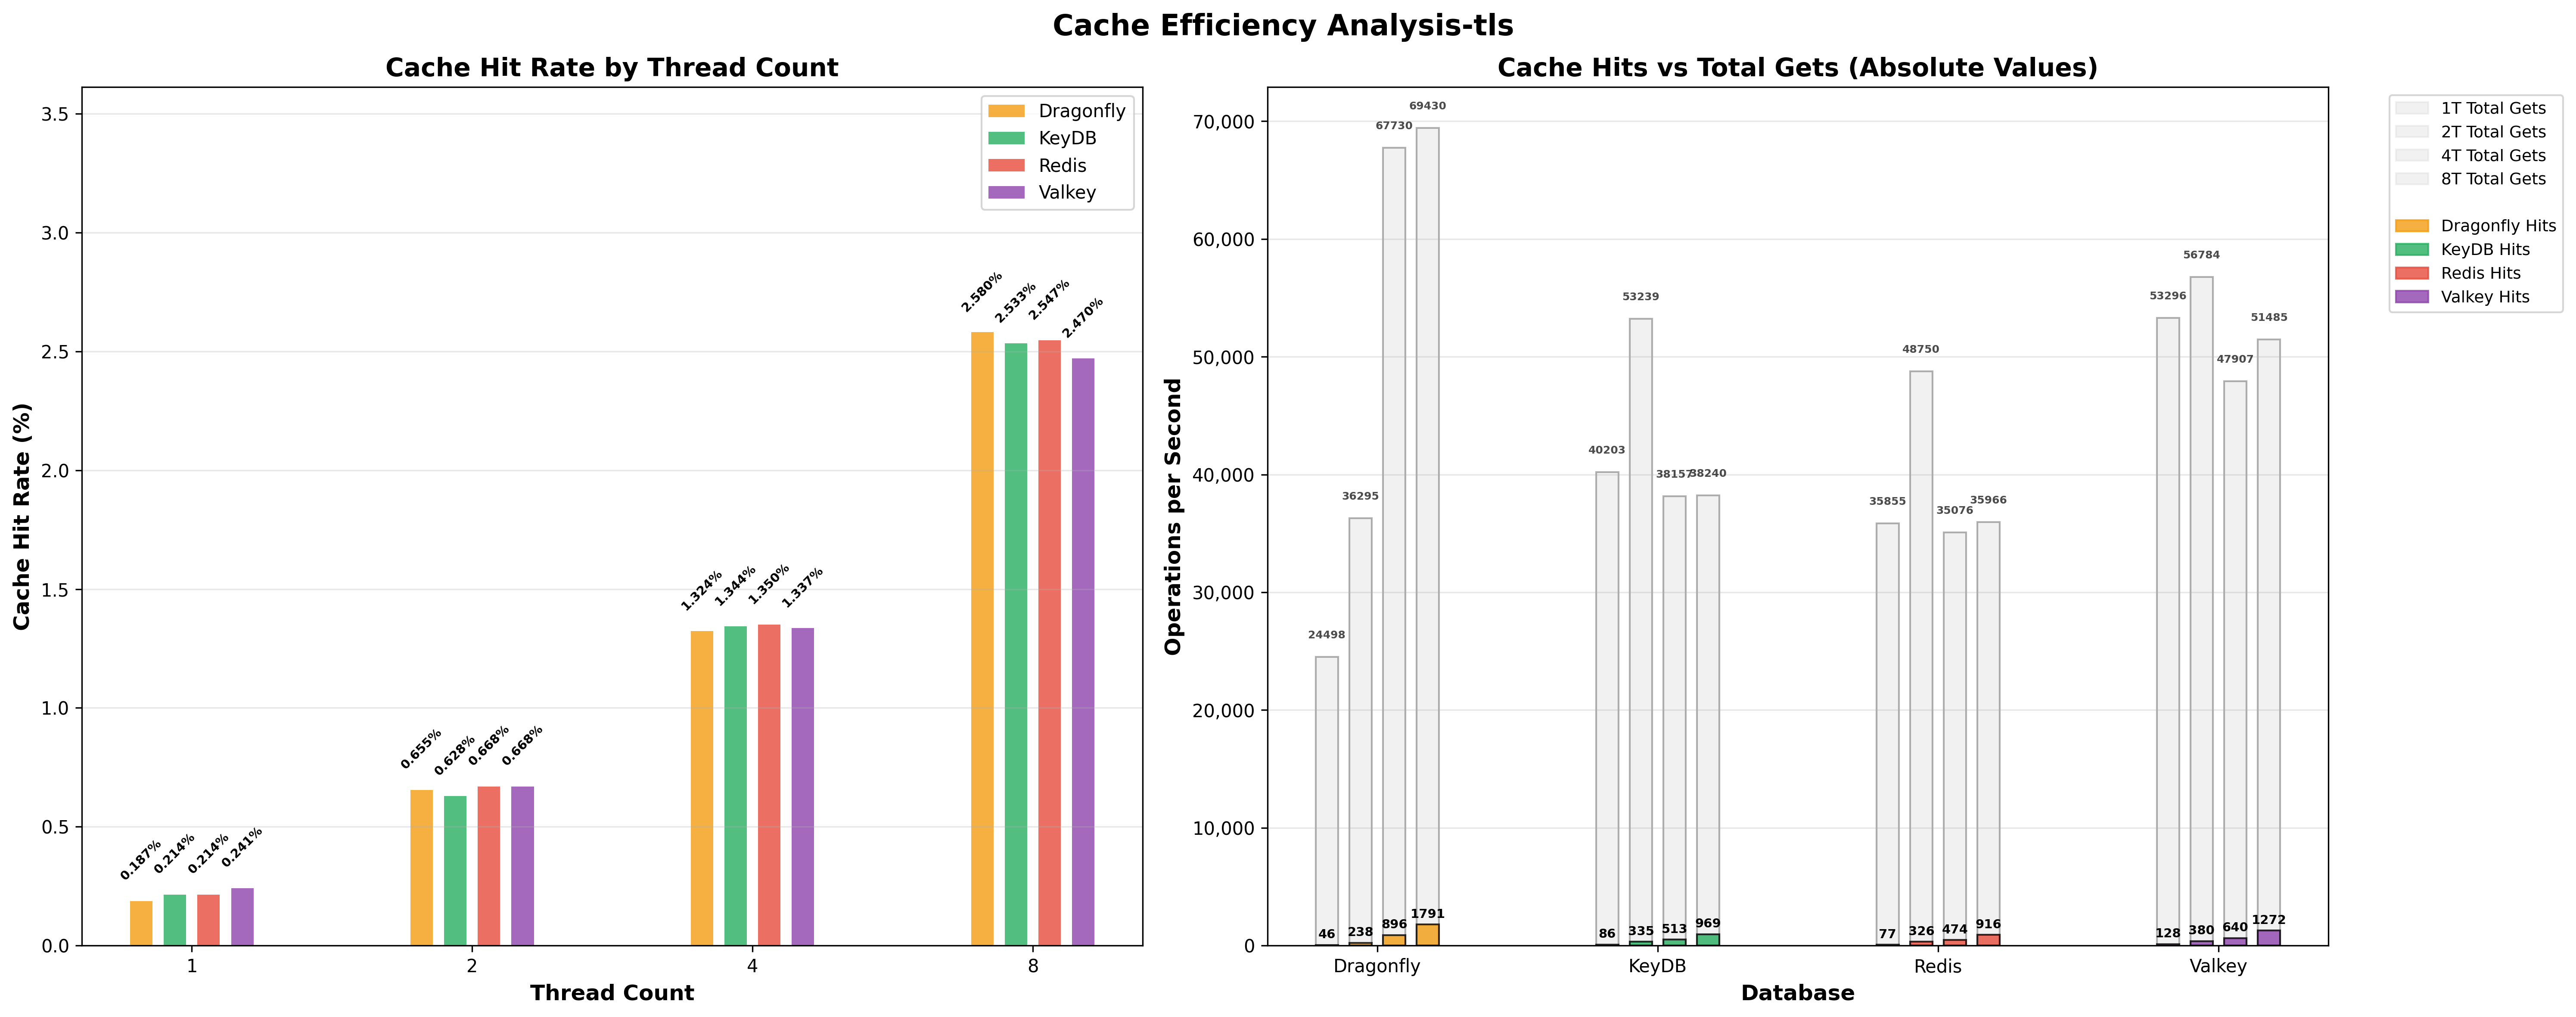 Cache Efficiency Analysis-tls
Cache Hit Rate by Thread Count
Cache Hit Rate (%)
3.5
3.0
2.5
2.0
1.5
1.0
0.5
0.0
Dragonfly
KeyDB
Redis
Valkey
0.187%
0.214%
0.214%
0.241%
0.655%
0.628%
0.668%
0.668%
1.324%
1.344%
1.350%
1.337%
2.580%
2.533%
2.547%
2.470%
1
2
4
8
Thread Count
Cache Hits vs Total Gets (Absolute Values)
Operations per Second
70,000
60,000
50,000
40,000
30,000
20,000
10,000
0
24498
36295
67730
69430
40203
53239
38157
38240
35855
48750
35076
35966
53296
56784
47907
51485
46
238
896
1791
86
335
513
969
77
326
474
916
128
380
640
1272
Dragonfly
KeyDB
Redis
Valkey
Database
1T Total Gets
2T Total Gets
4T Total Gets
8T Total Gets
Dragonfly Hits
KeyDB Hits
Redis Hits
Valkey Hits